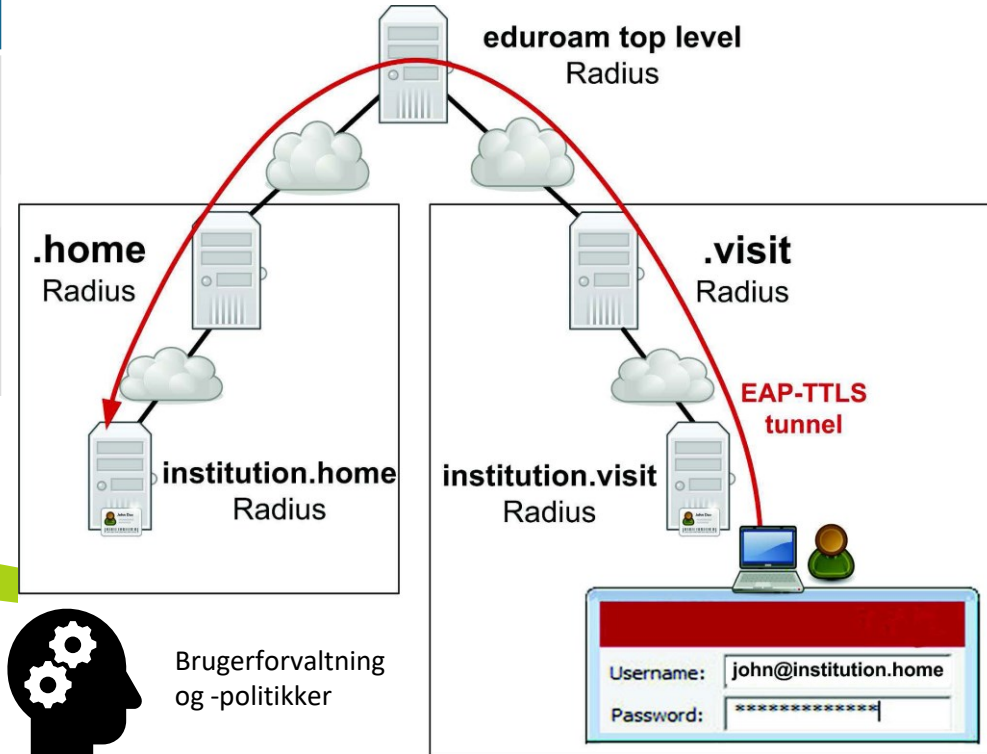 eduroam top level
Radius
.home
Radius
.visit
Radius
EAP-TTLS
tunnel
institution.home
Radius
institution.visit
Radius
Brugerforvaltning
og -politikker
Username: john@institution.home
Password: *************